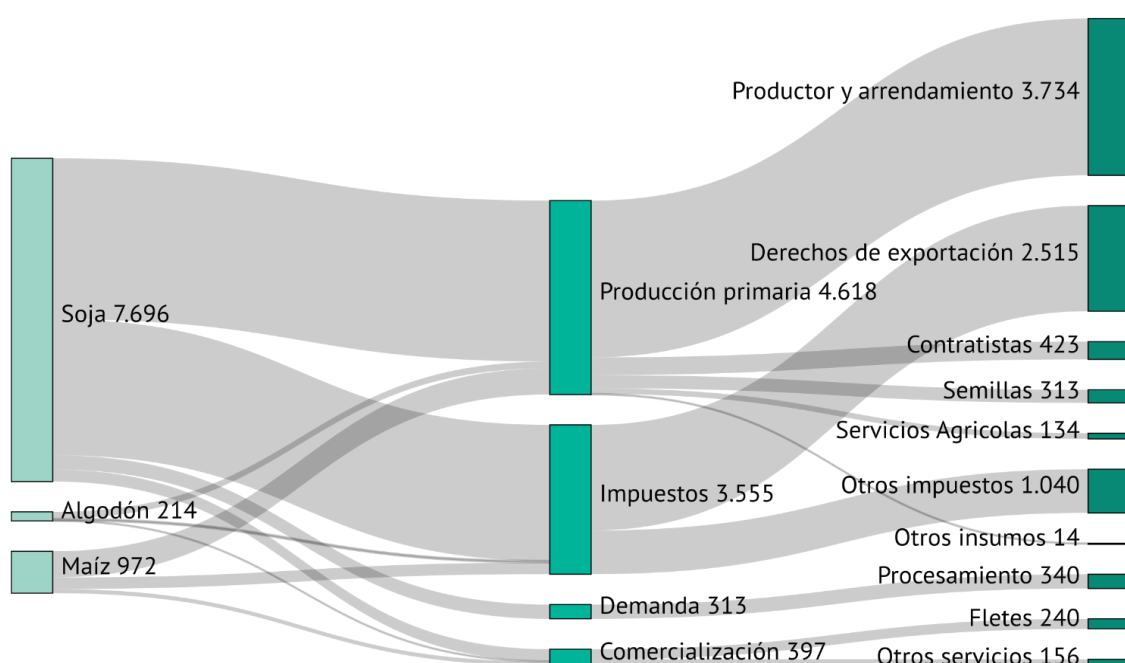 Productor y arrendamiento 3.734
Derechos de exportación 2.515
Producción primaria 4.618
Soja 7.696
Contratistas 423
Semillas 313
Servicios Agricolas 134
Otros impuestos 1.040
Impuestos 3.555
Algodón 214
Otros insumos 14
Maíz 972
Procesamiento 340
Demanda 313
Fletes 240
Comercialización 397
Otros servicios 156